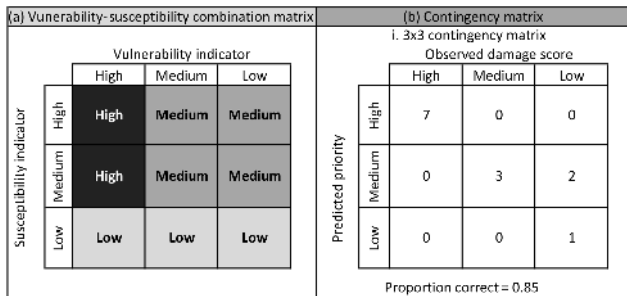 (a) Vunerability-susceptibility combination matrix
Vulnerability indicator
High Medium Low
Susceptibility indicator
High High Medium Medium
Medium High Medium Medium
Low Low Low Low
(b) Contingency matrix
i. 3x3 contingency matrix
Observed damage score
High Medium Low
Predicted priority
High 7 0 0
Medium 0 3 2
Low 0 0 1
Proportion correct = 0.85